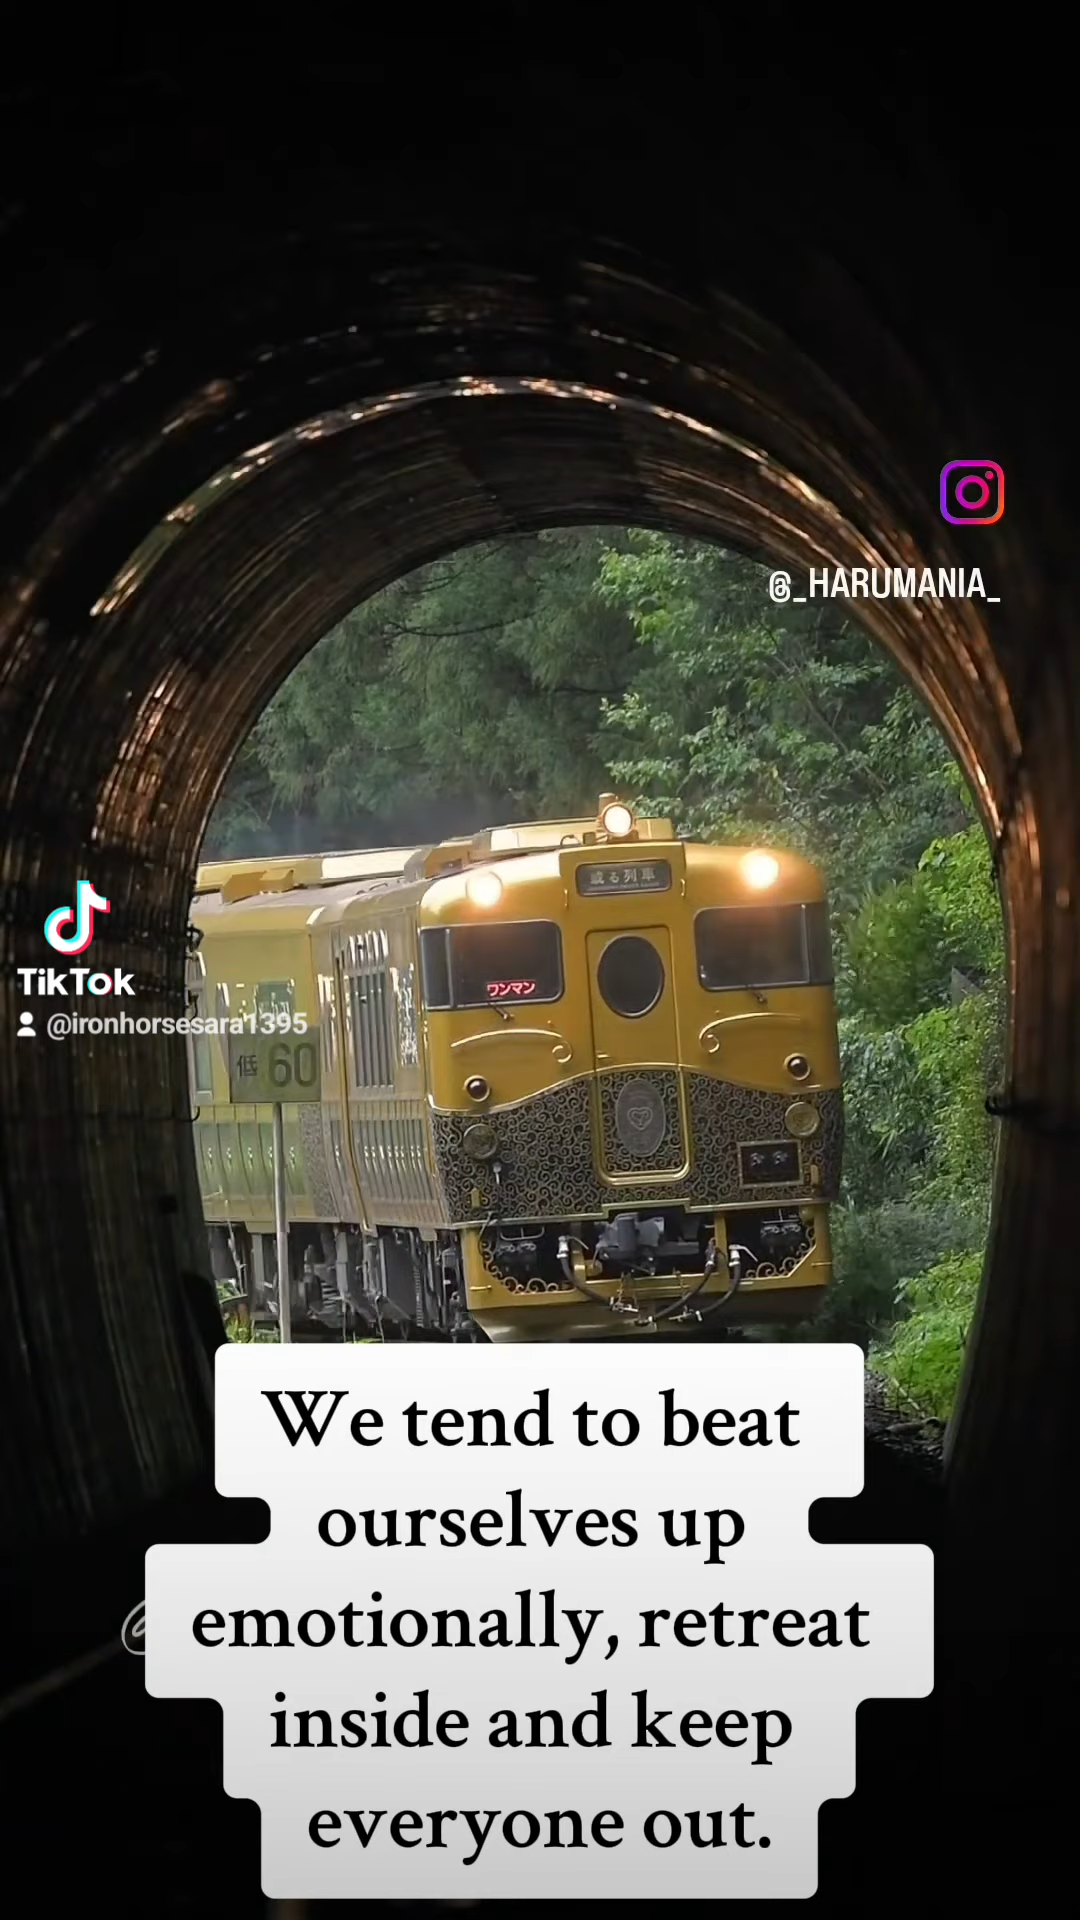 @_HARUMANIA_
或る列車
ワンマン
TikTok
@ironhorsesara1395
低 60
We tend to beat
ourselves up
emotionally, retreat
inside and keep
everyone out.